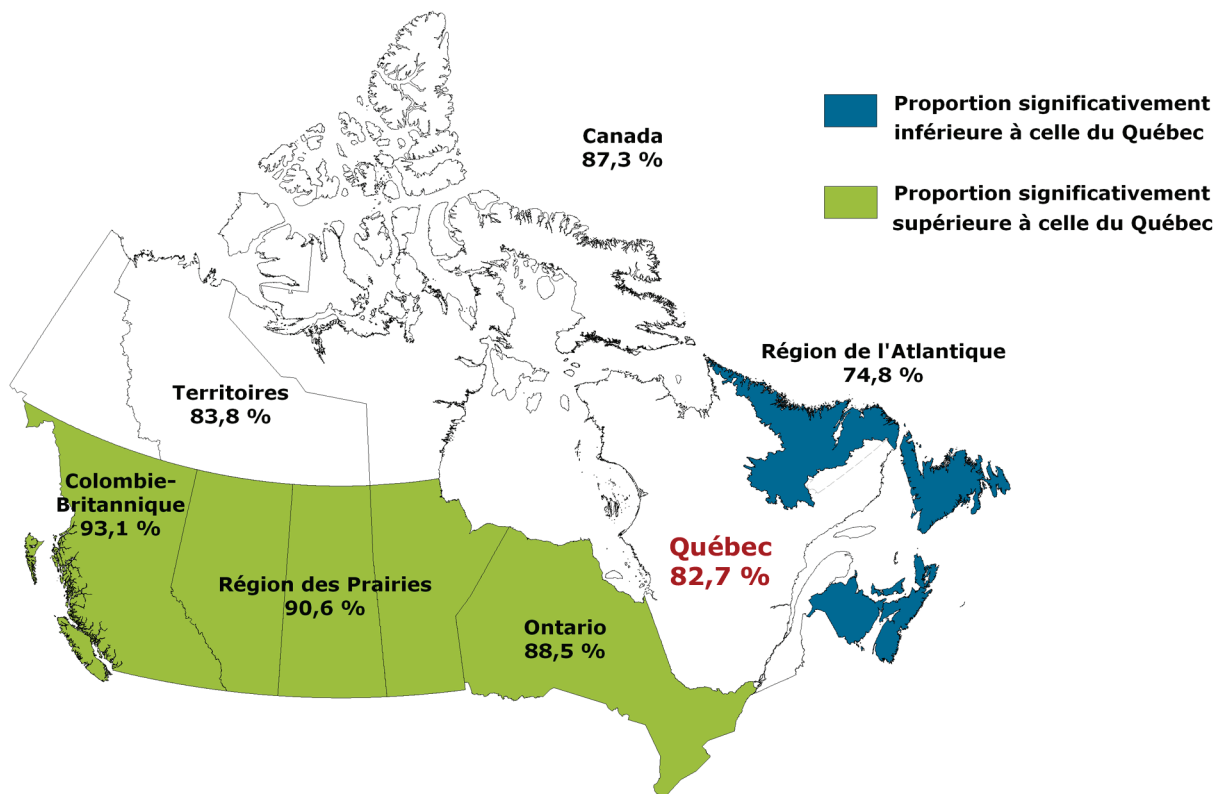 Canada
87,3 %
Proportion significativement
inférieure à celle du Québec
Proportion significativement
supérieure à celle du Québec
Région de l'Atlantique
74,8 %
Territoires
83,8 %
Colombie-
Britannique
93,1 %
Région des Prairies
90,6 %
Ontario
88,5 %
Québec
82,7 %